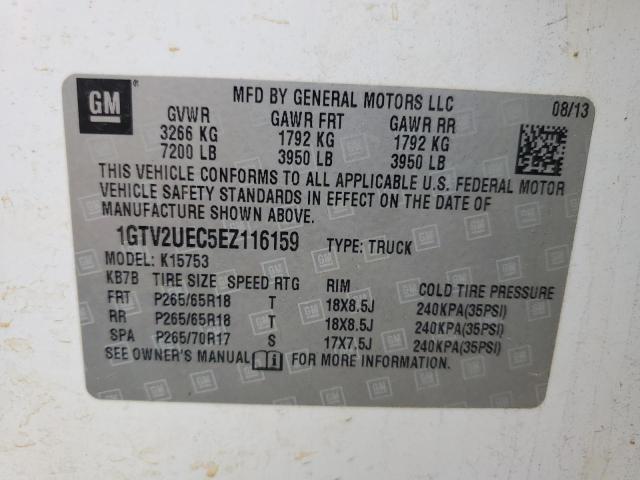 GM
MFD BY GENERAL MOTORS LLC 08/13
GVWR GAWR FRT GAWR RR
3266 KG 1792 KG 1792 KG
7200 LB 3950 LB 3950 LB
THIS VEHICLE CONFORMS TO ALL APPLICABLE U.S. FEDERAL MOTOR
VEHICLE SAFETY STANDARDS IN EFFECT ON THE DATE OF
MANUFACTURE SHOWN ABOVE.
1GTV2UEC5EZ116159 TYPE: TRUCK
MODEL: K15753
KB7B TIRE SIZE SPEED RTG RIM COLD TIRE PRESSURE
FRT P265/65R18 T 18X8.5J 240KPA(35PSI)
RR P265/65R18 T 18X8.5J 240KPA(35PSI)
SPA P265/70R17 S 17X7.5J 240KPA(35PSI)
SEE OWNER'S MANUAL i FOR MORE INFORMATION.